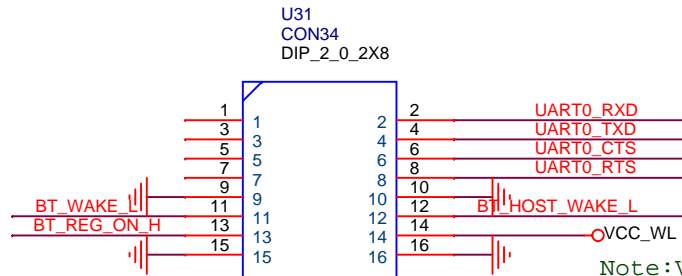 U31
CON34
DIP_2_0_2X8
1 1 2 2 UART0_RXD
3 3 4 4 UART0_TXD
5 5 6 6 UART0_CTS
7 7 8 8 UART0_RTS
9 9 10 10
BT_WAKE_L 11 11 12 12 BT_HOST_WAKE_L
BT_REG_ON_H 13 13 14 14 VCC_WL
15 15 16 16
Note:V